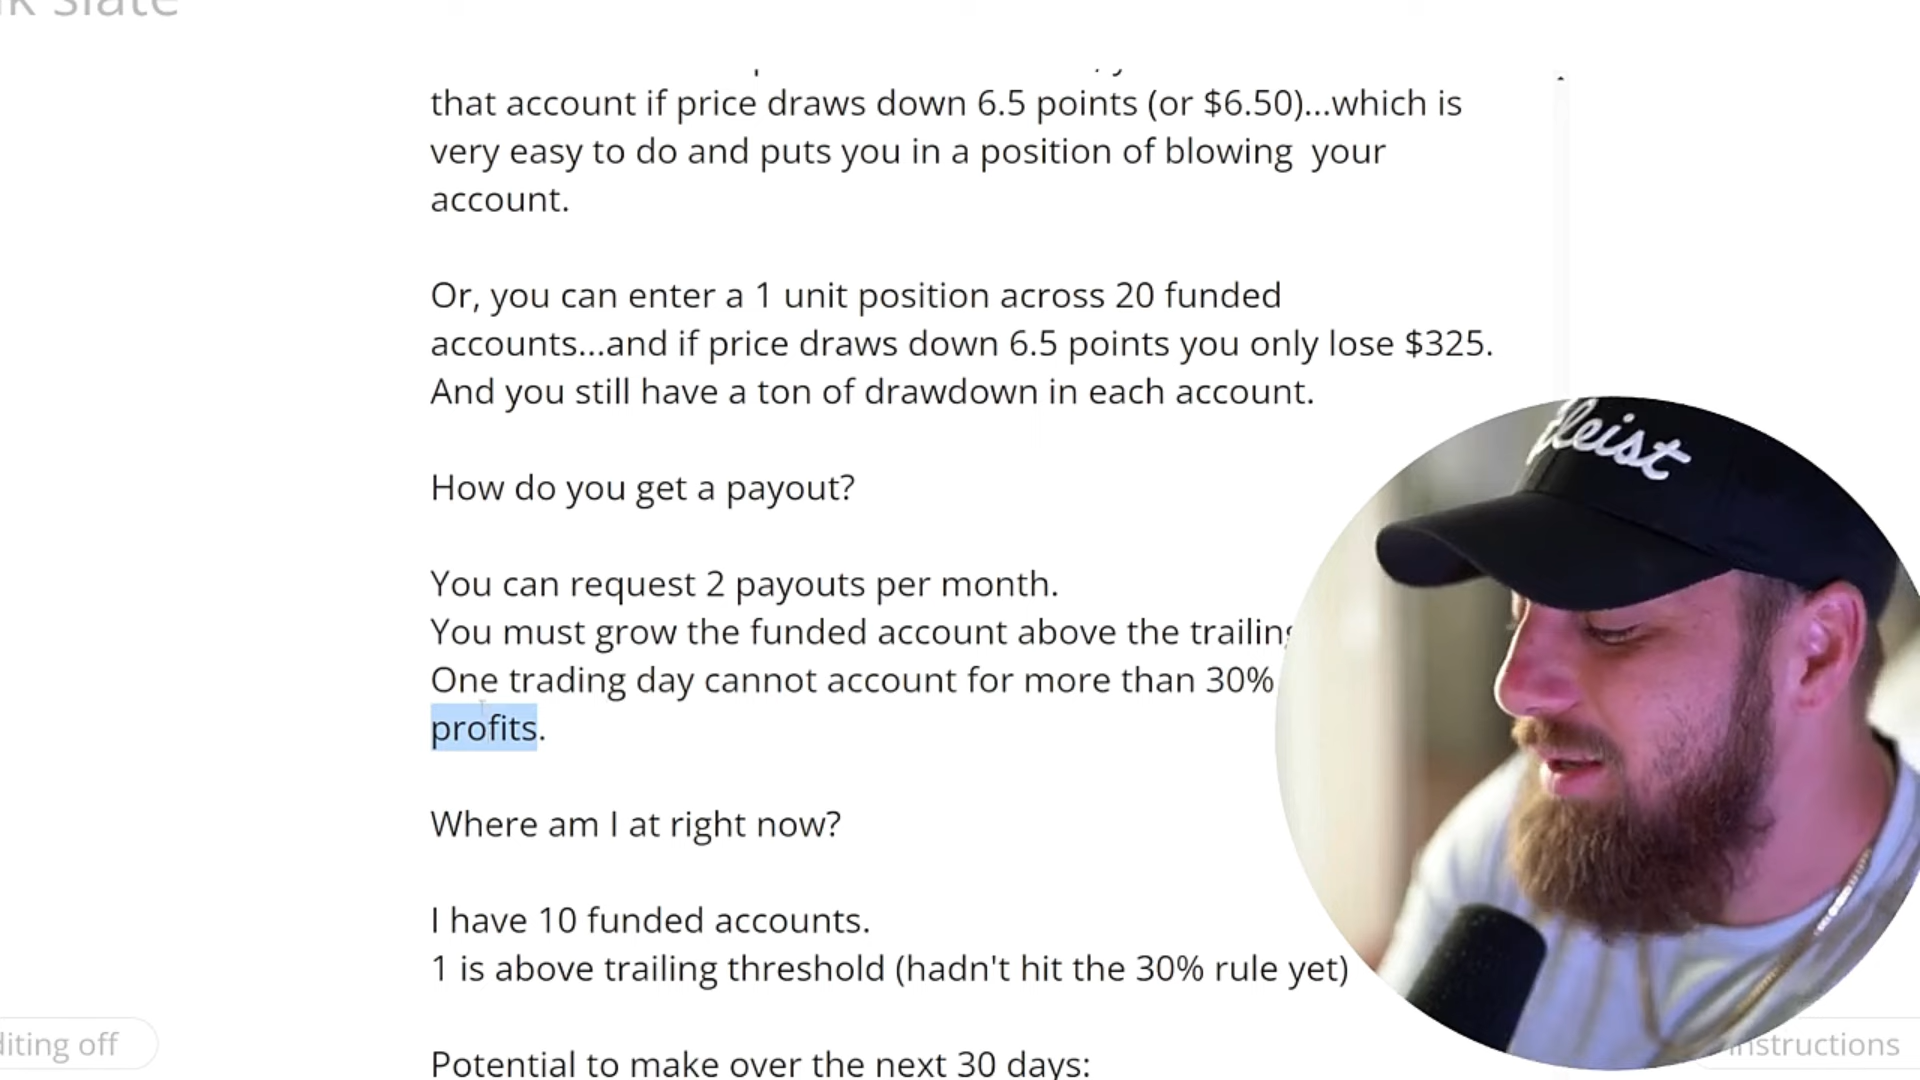 slate
that account if price draws down 6.5 points (or $6.50)...which is
very easy to do and puts you in a position of blowing  your
account.
Or, you can enter a 1 unit position across 20 funded
accounts...and if price draws down 6.5 points you only lose $325.
And you still have a ton of drawdown in each account.
How do you get a payout?
You can request 2 payouts per month.
You must grow the funded account above the trailing
One trading day cannot account for more than 30%
profits.
Where am I at right now?
I have 10 funded accounts.
1 is above trailing threshold (hadn't hit the 30% rule yet)
Potential to make over the next 30 days:
diting off
instructions